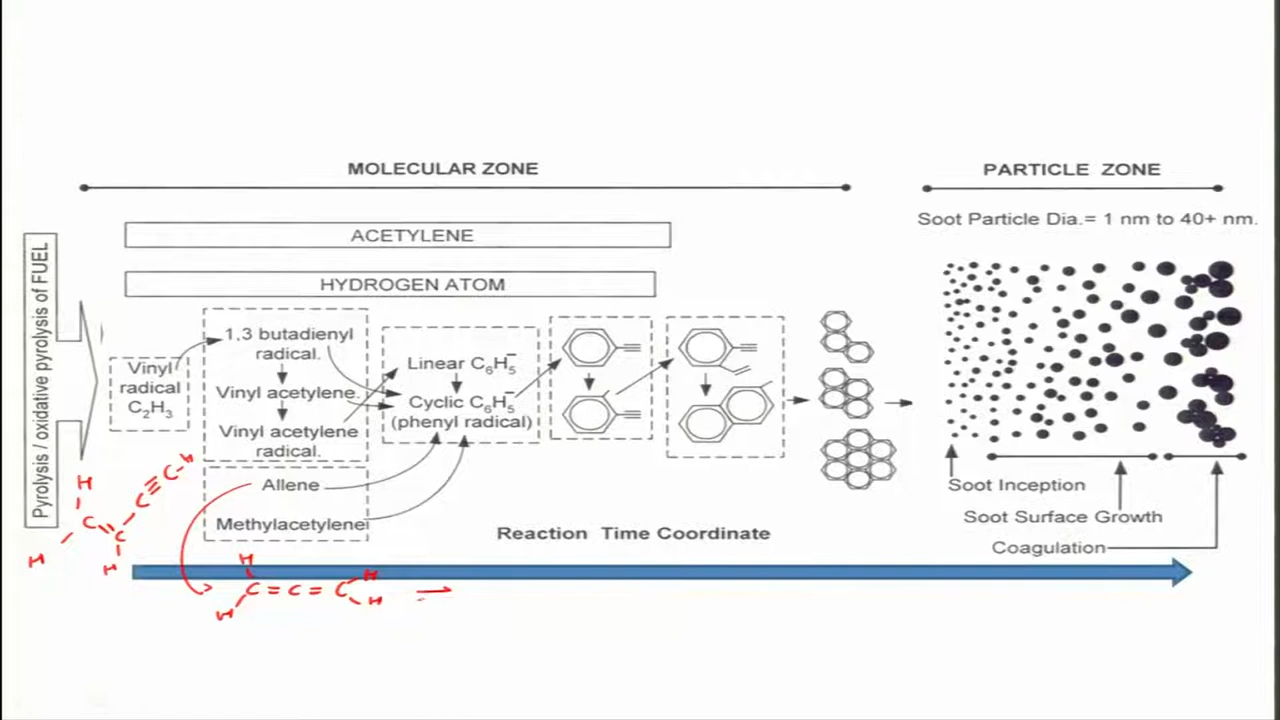 MOLECULAR ZONE
PARTICLE ZONE
Soot Particle Dia.= 1 nm to 40+ nm.
ACETYLENE
HYDROGEN ATOM
Pyrolysis / oxidative pyrolysis of FUEL
Vinyl
radical
C₂H₃
1,3 butadienyl
radical.
Vinyl acetylene.
Vinyl acetylene
radical.
Allene
Methylacetylene
Linear C₆H₅⁻
Cyclic C₆H₅⁻
(phenyl radical)
Soot Inception
Soot Surface Growth
Coagulation
Reaction Time Coordinate
H
H
C=C
H
C≡C-H
H
H
C=C=C
H
H